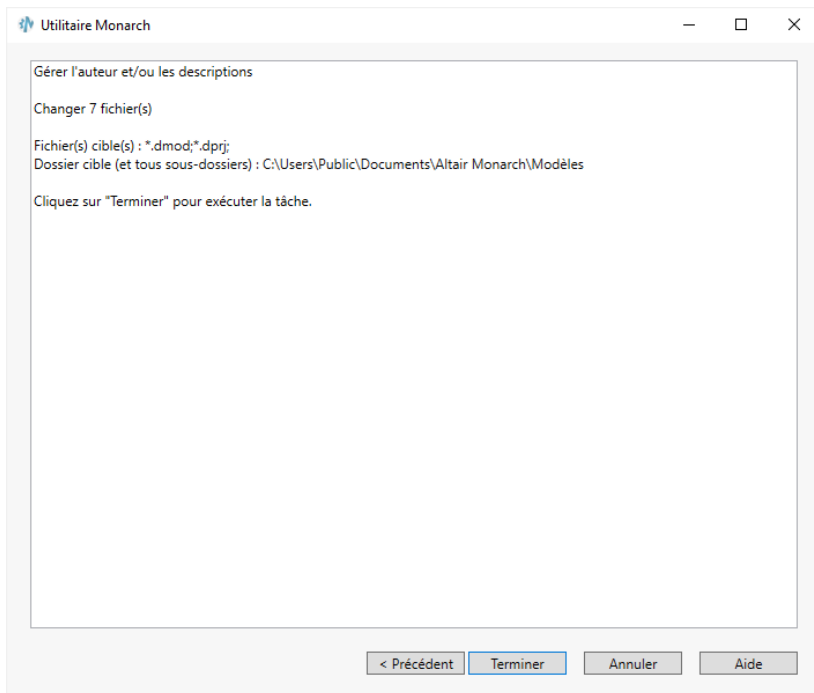 Utilitaire Monarch
Gérer l'auteur et/ou les descriptions
Changer 7 fichier(s)
Fichier(s) cible(s) : *.dmod;*.dprj;
Dossier cible (et tous sous-dossiers) : C:\Users\Public\Documents\Altair Monarch\Modèles
Cliquez sur "Terminer" pour exécuter la tâche.
< Précédent Terminer Annuler Aide